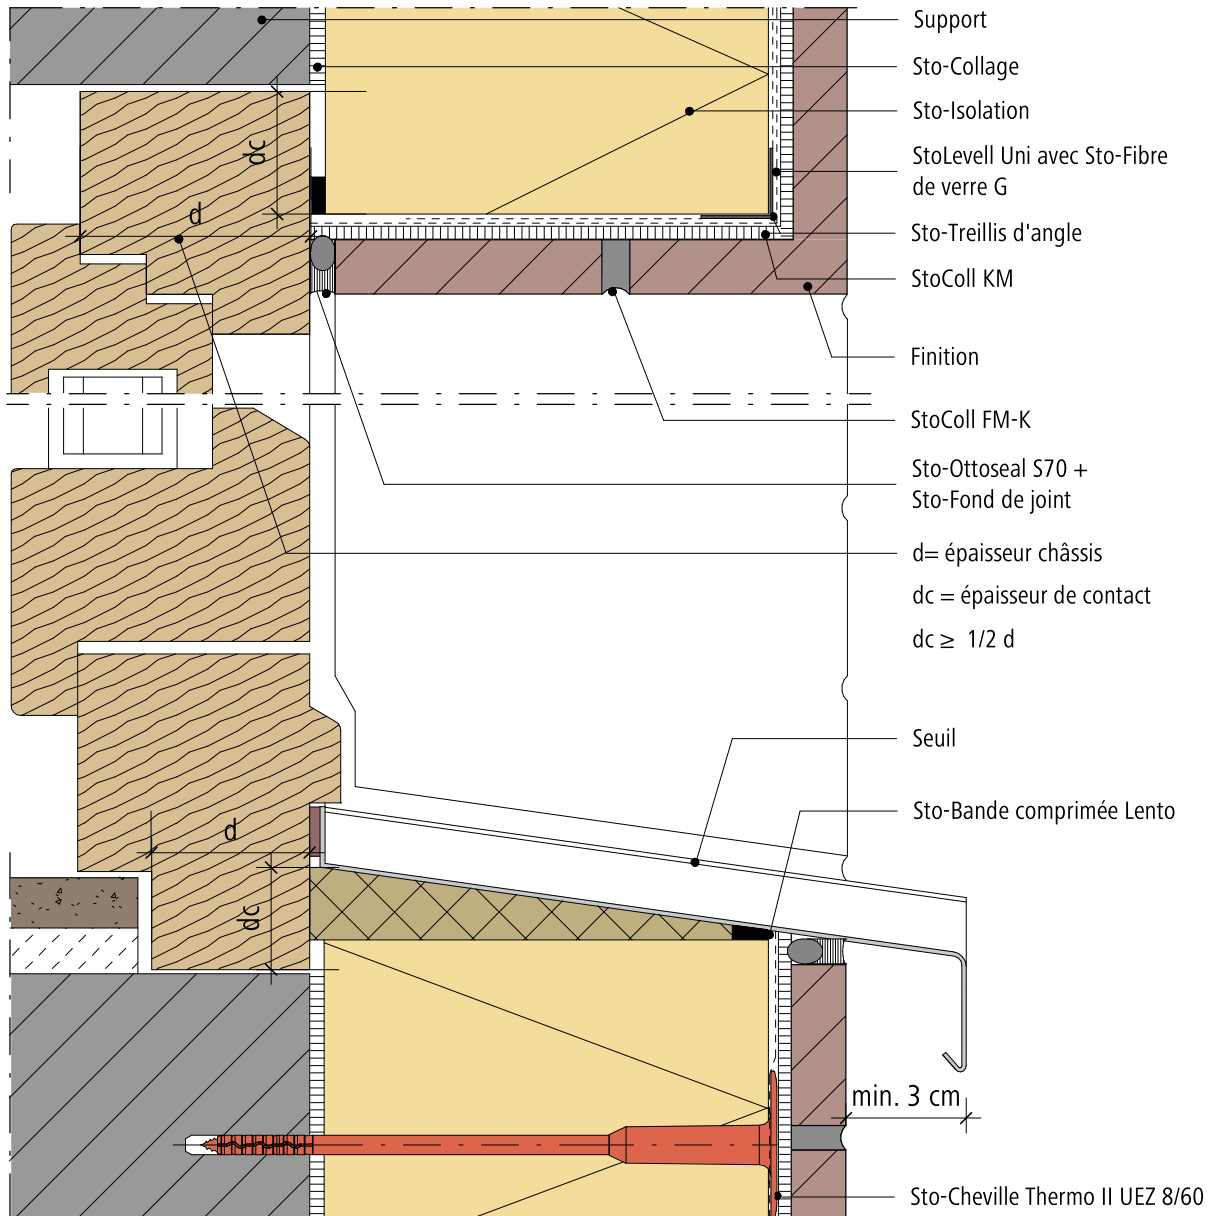 Support
Sto-Collage
Sto-Isolation
StoLevell Uni avec Sto-Fibre
de verre G
Sto-Treillis d'angle
StoColl KM
Finition
StoColl FM-K
Sto-Ottoseal S70 +
Sto-Fond de joint
d= épaisseur châssis
dc = épaisseur de contact
dc ≥ 1/2 d
Seuil
Sto-Bande comprimée Lento
min. 3 cm
Sto-Cheville Thermo II UEZ 8/60
dc
d
d
dc